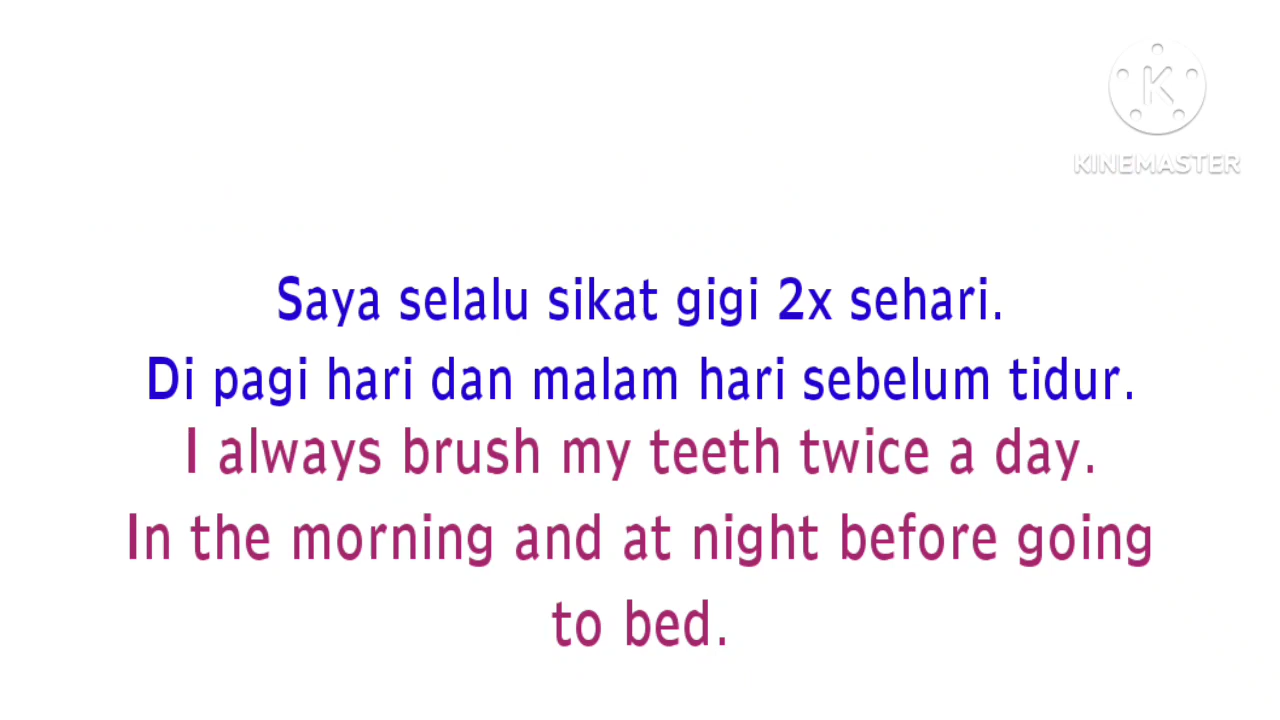 KINEMASTER
Saya selalu sikat gigi 2x sehari.
Di pagi hari dan malam hari sebelum tidur.
I always brush my teeth twice a day.
In the morning and at night before going
to bed.